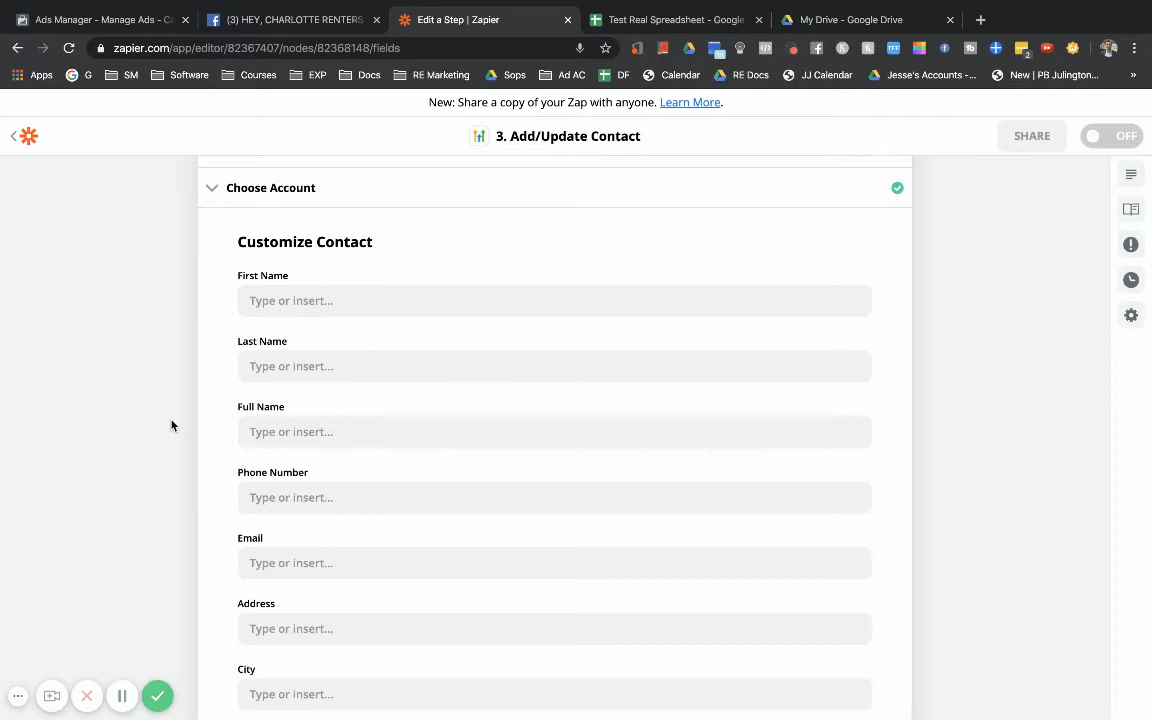 Ads Manager - Manage Ads - Ca
(3) HEY, CHARLOTTE RENTERS
Edit a Step | Zapier
Test Real Spreadsheet - Google
My Drive - Google Drive
zapier.com/app/editor/82367407/nodes/82368148/fields
Apps
G
SM
Software
Courses
EXP
Docs
RE Marketing
Sops
Ad AC
DF
Calendar
RE Docs
JJ Calendar
Jesse's Accounts -...
New | PB Julington...
»
New: Share a copy of your Zap with anyone. Learn More.
3. Add/Update Contact
SHARE
OFF
Choose Account
Customize Contact
First Name
Type or insert...
Last Name
Type or insert...
Full Name
Type or insert...
Phone Number
Type or insert...
Email
Type or insert...
Address
Type or insert...
City
Type or insert...